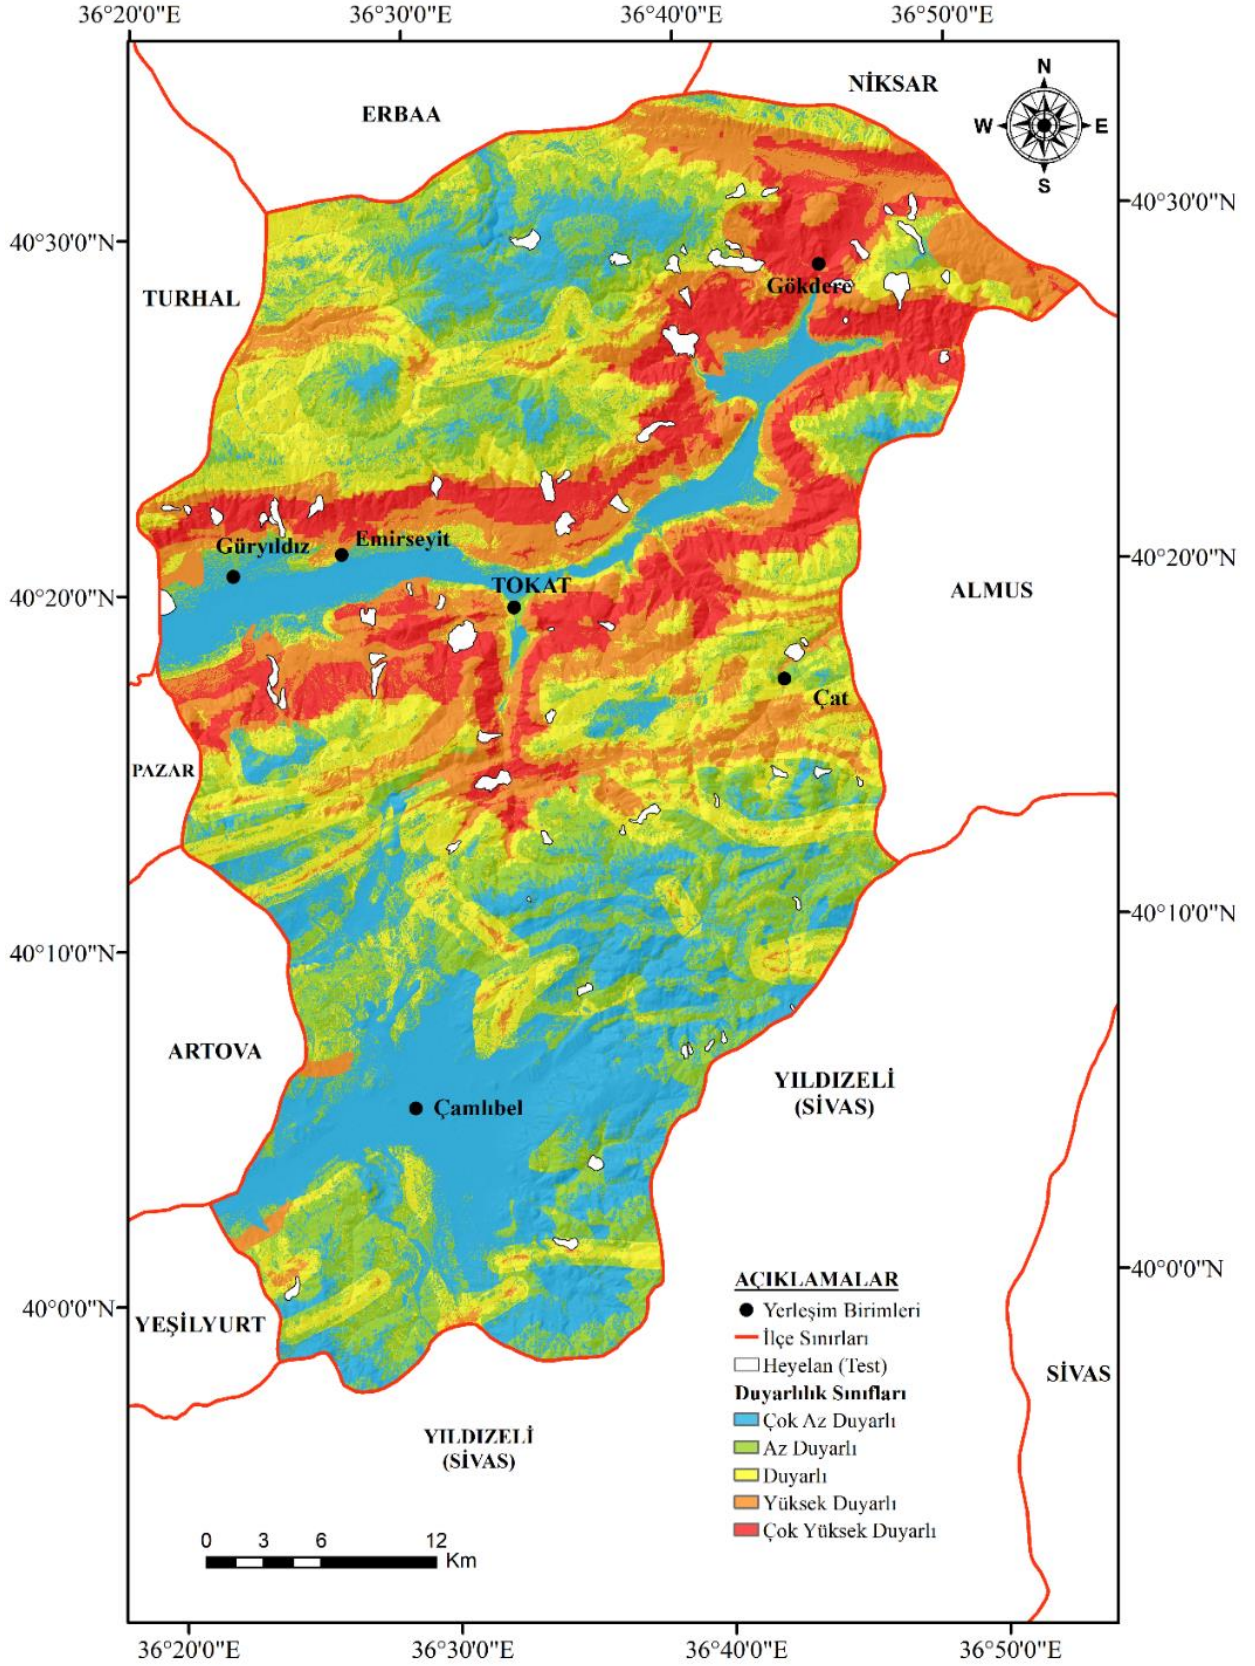 36°20'0"E
36°30'0"E
36°40'0"E
36°50'0"E
NİKSAR
ERBAA
N
W
E
S
40°30'0"N
40°30'0"N
TURHAL
Gökdere
Güryıldız
Emirseyit
40°20'0"N
TOKAT
40°20'0"N
ALMUS
Çat
PAZAR
40°10'0"N
40°10'0"N
ARTOVA
YILDIZELİ
(SİVAS)
Çamlıbel
40°0'0"N
40°0'0"N
YEŞİLYURT
AÇIKLAMALAR
Yerleşim Birimleri
İlçe Sınırları
Heyelan (Test)
Duyarlılık Sınıfları
Çok Az Duyarlı
Az Duyarlı
Duyarlı
Yüksek Duyarlı
Çok Yüksek Duyarlı
SİVAS
YILDIZELİ
(SİVAS)
0 3 6 12
Km
36°20'0"E
36°30'0"E
36°40'0"E
36°50'0"E